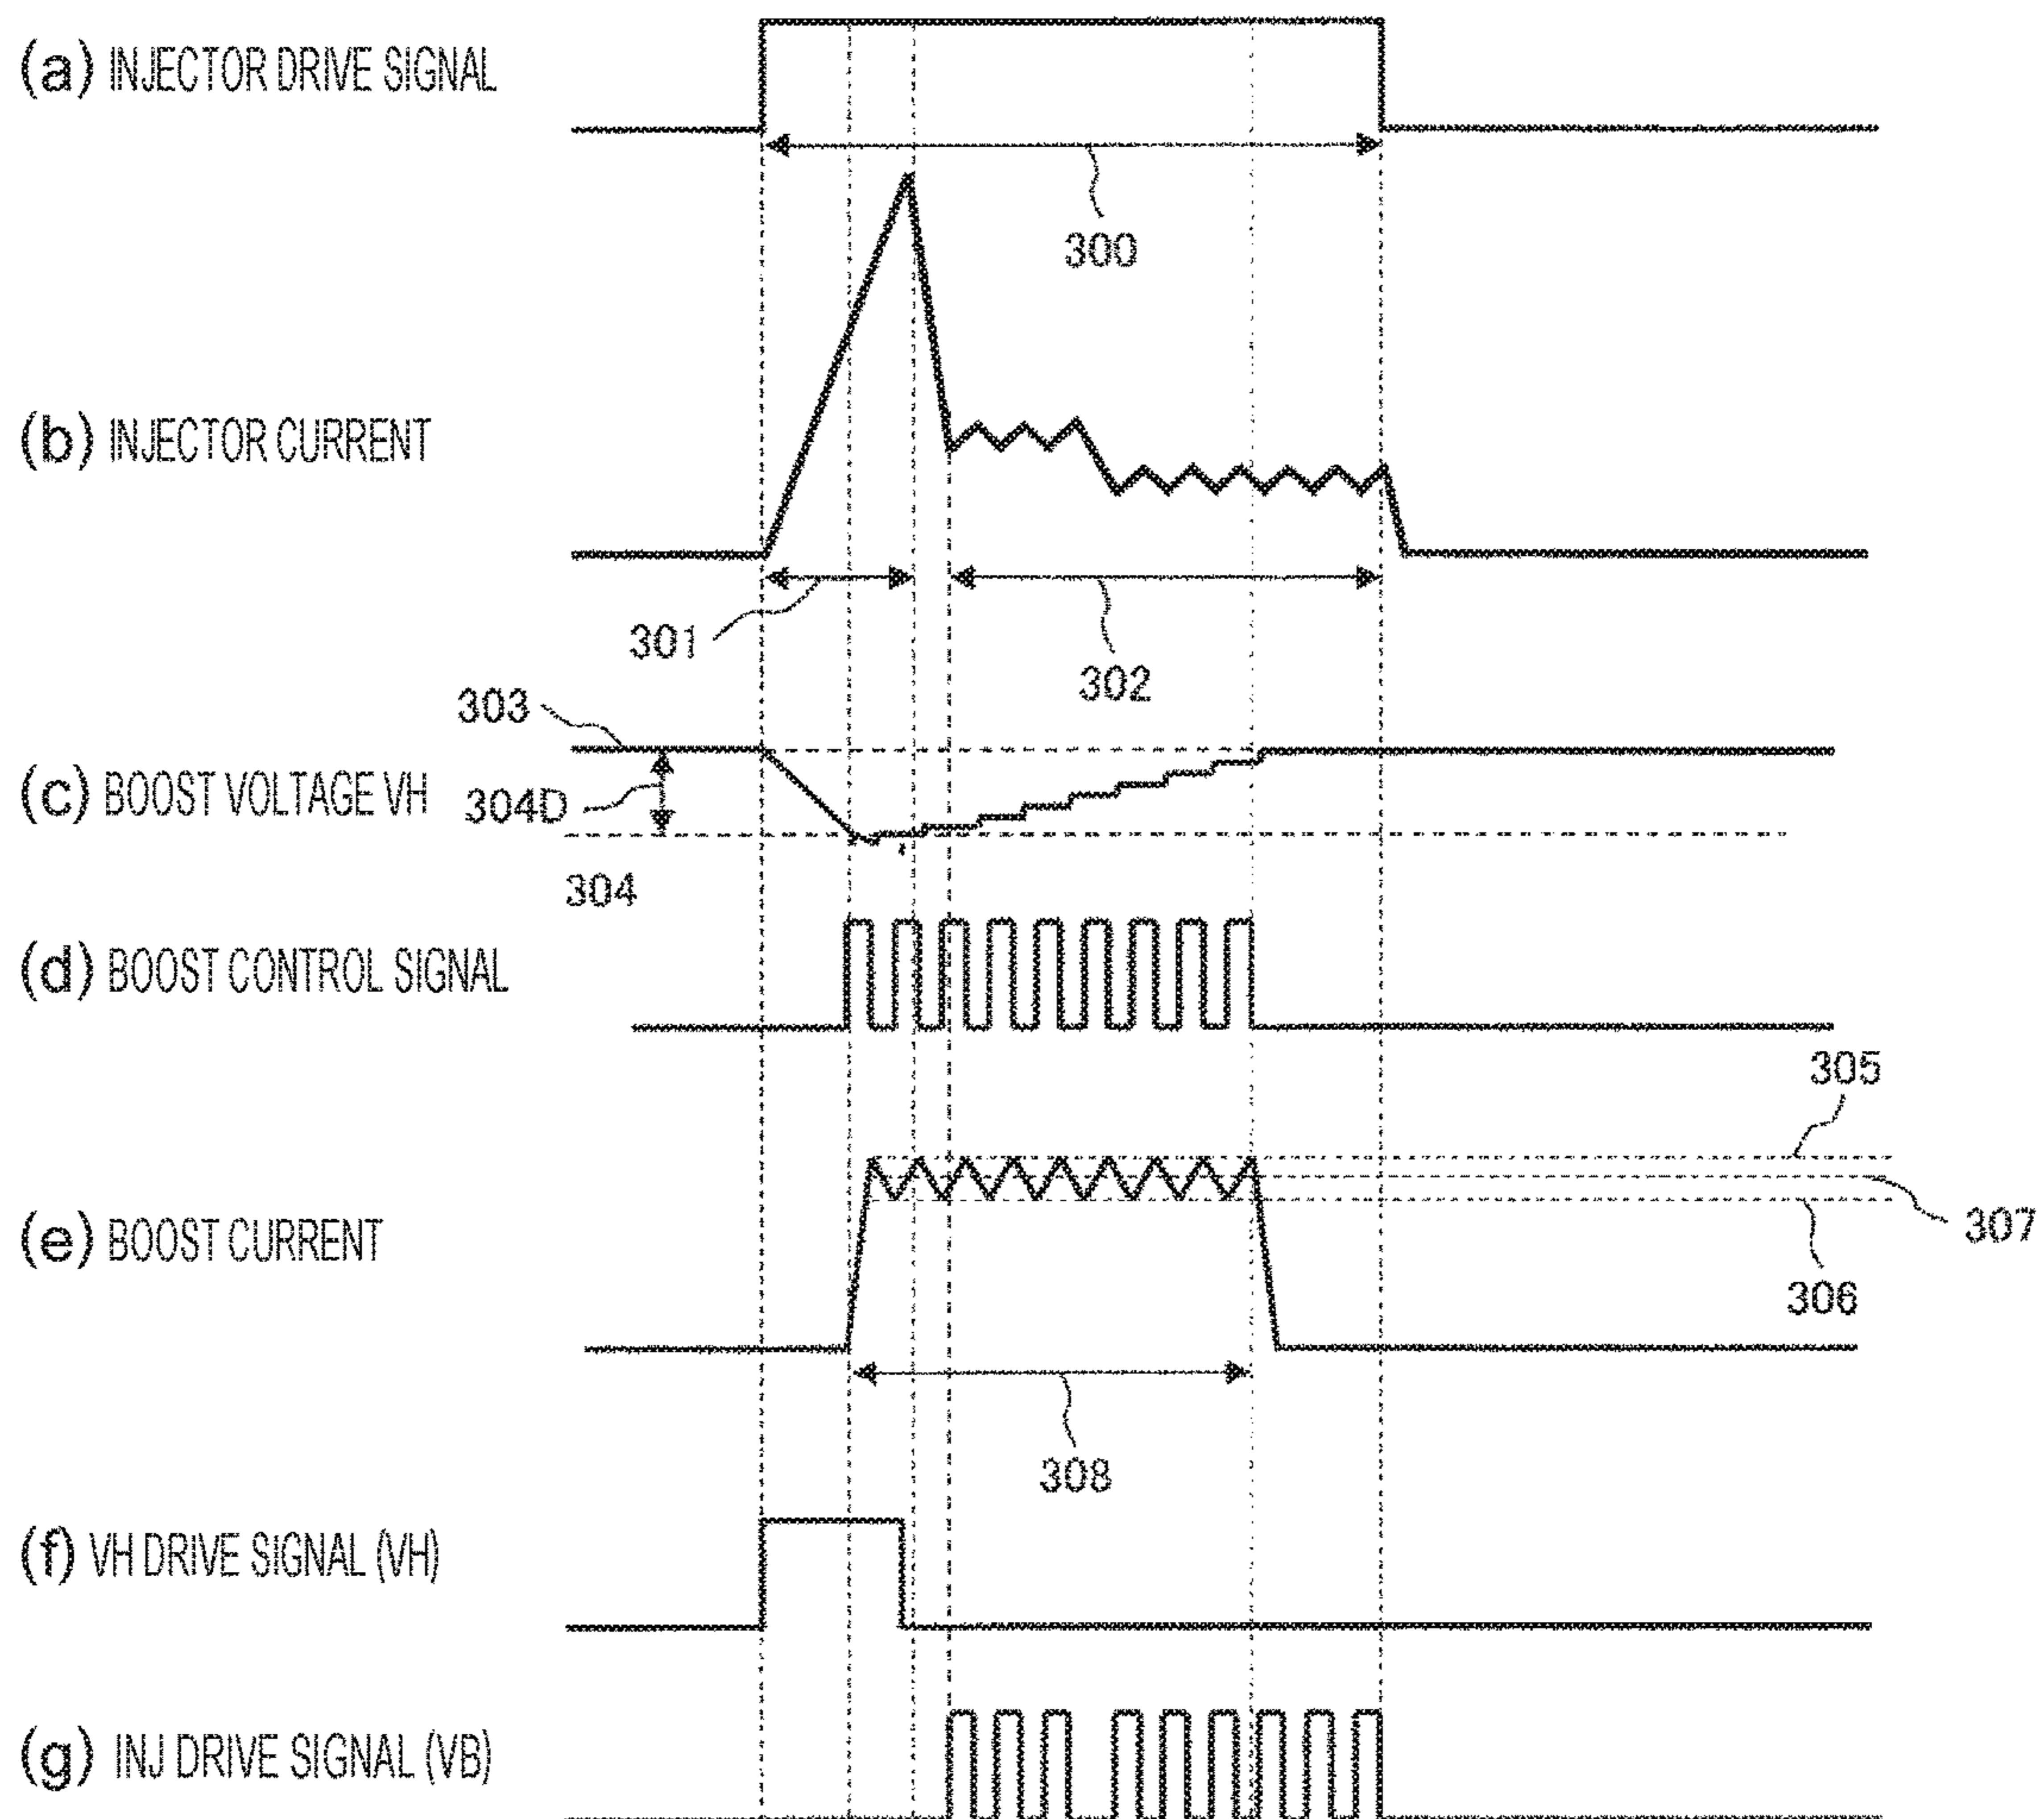 (a) INJECTOR DRIVE SIGNAL
300
(b) INJECTOR CURRENT
301
302
303
(c) BOOST VOLTAGE VH
304D
304
(d) BOOST CONTROL SIGNAL
305
(e) BOOST CURRENT
307
306
308
(f) VH DRIVE SIGNAL (VH)
(g) INJ DRIVE SIGNAL (VB)